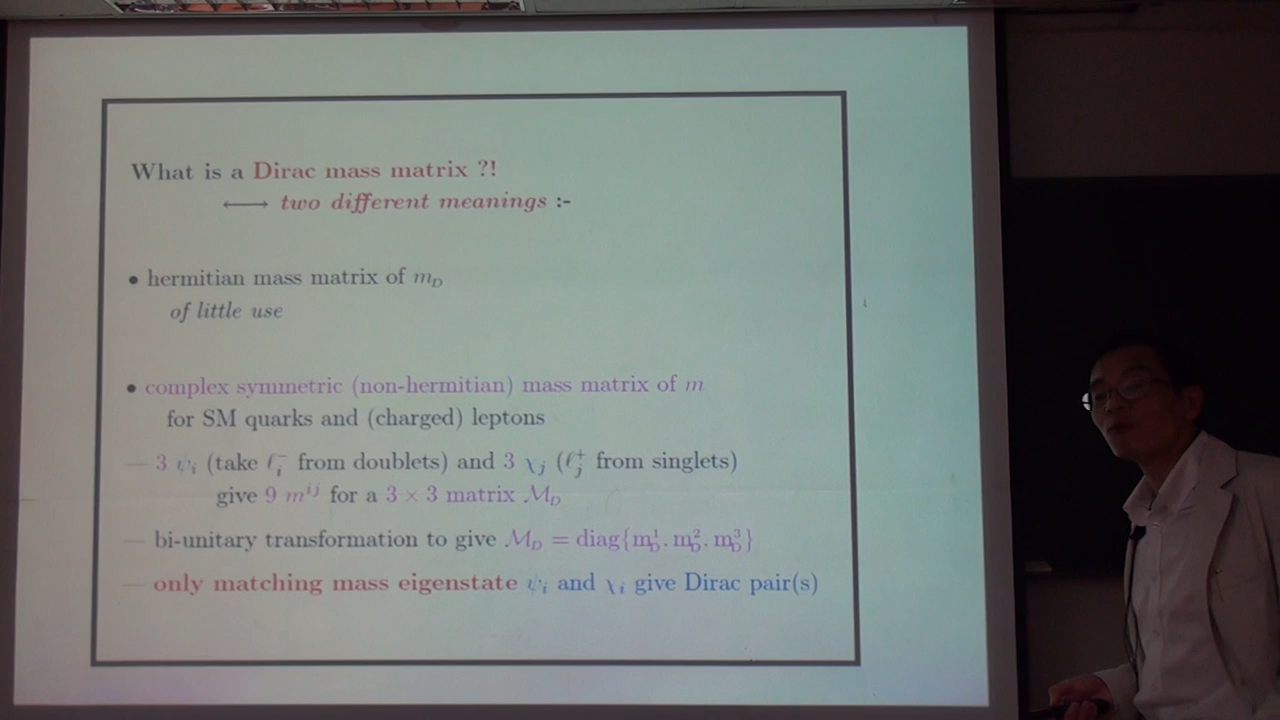 What is a Dirac mass matrix ?!
⟷ two different meanings :-
• hermitian mass matrix of m_D
of little use
• complex symmetric (non-hermitian) mass matrix of m
for SM quarks and (charged) leptons
— 3 ψ_i (take ℓ_i^- from doublets) and 3 χ_j (ℓ_j^+ from singlets)
give 9 m^{ij} for a 3 × 3 matrix ℳ_D
— bi-unitary transformation to give ℳ_D = diag{m_D^1, m_D^2, m_D^3}
— only matching mass eigenstate ψ_i and χ_i give Dirac pair(s)